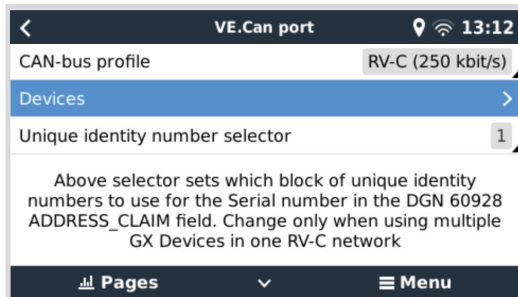 VE.Can port 13:12
CAN-bus profile RV-C (250 kbit/s)
Devices
Unique identity number selector 1
Above selector sets which block of unique identity
numbers to use for the Serial number in the DGN 60928
ADDRESS_CLAIM field. Change only when using multiple
GX Devices in one RV-C network
Pages Menu